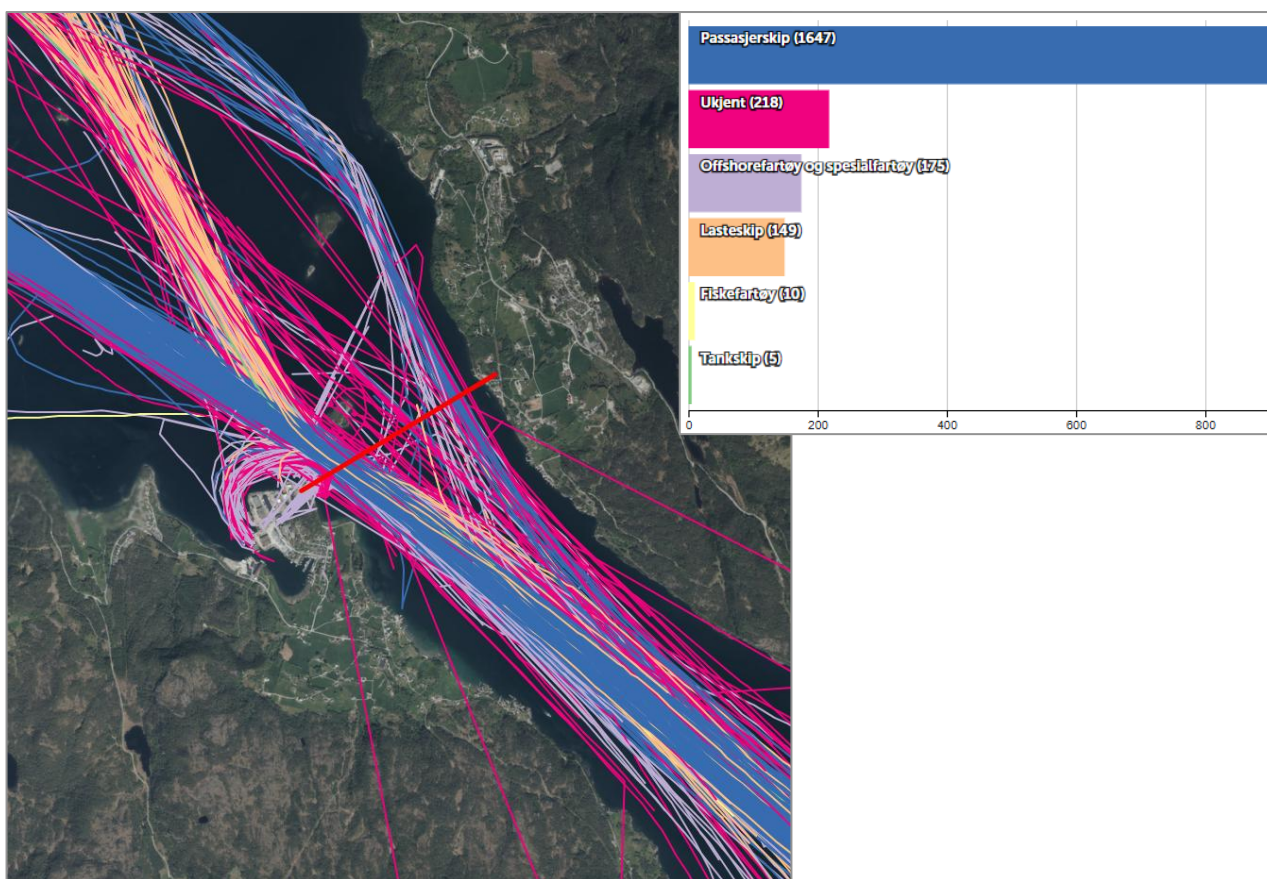 Passasjerskip (1647)
Ukjent (218)
Offshorefartøy og spesialfartøy (175)
Lasteskip (149)
Fiskefartøy (10)
Tankskip (5)
0 200 400 600 800